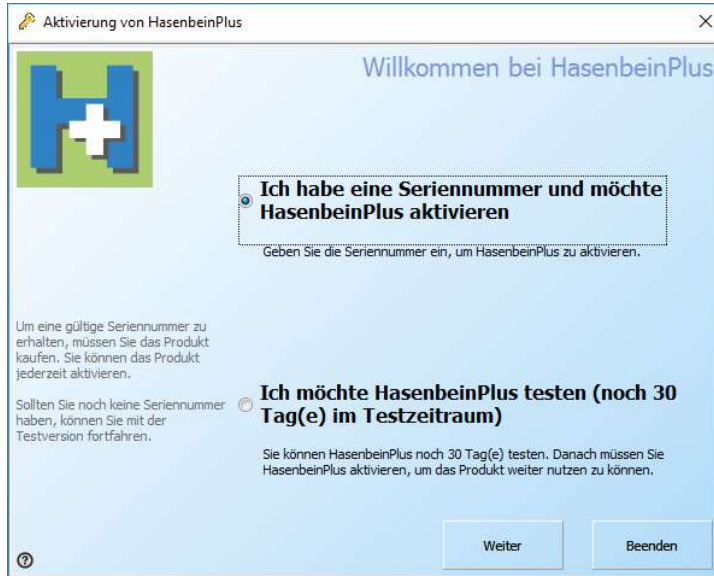 Aktivierung von HasenbeinPlus
Willkommen bei HasenbeinPlus
H+
Ich habe eine Seriennummer und möchte
HasenbeinPlus aktivieren
Geben Sie die Seriennummer ein, um HasenbeinPlus zu aktivieren.
Um eine gültige Seriennummer zu
erhalten, müssen Sie das Produkt
kaufen. Sie können das Produkt
jederzeit aktivieren.
Sollten Sie noch keine Seriennummer
haben, können Sie mit der
Testversion fortfahren.
Ich möchte HasenbeinPlus testen (noch 30
Tag(e) im Testzeitraum)
Sie können HasenbeinPlus noch 30 Tag(e) testen. Danach müssen Sie
HasenbeinPlus aktivieren, um das Produkt weiter nutzen zu können.
Weiter
Beenden